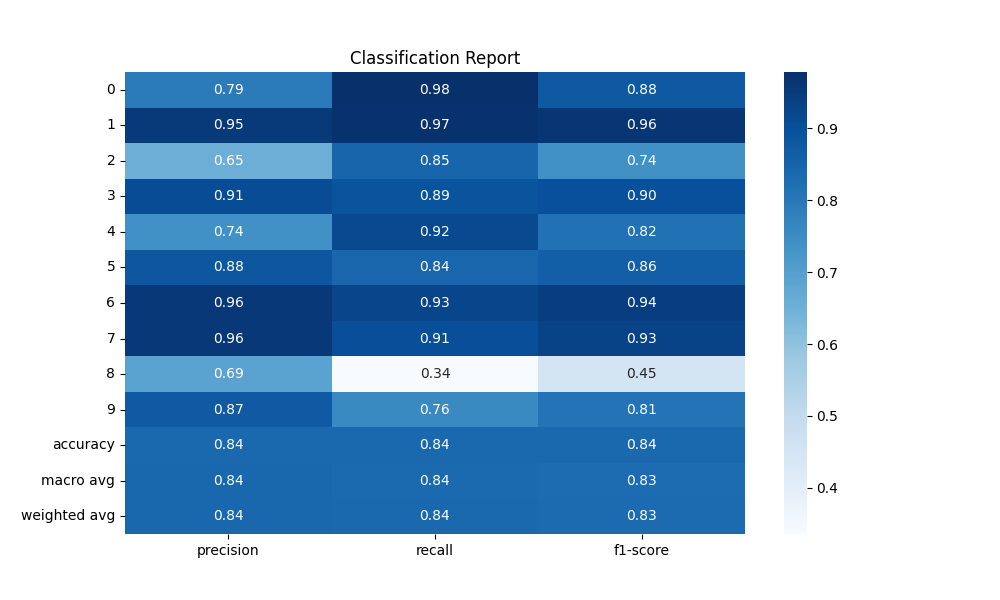 Classification Report
0 0.79 0.98 0.88
1 0.95 0.97 0.96
0.9
2 0.65 0.85 0.74
3 0.91 0.89 0.90
0.8
4 0.74 0.92 0.82
5 0.88 0.84 0.86
0.7
6 0.96 0.93 0.94
7 0.96 0.91 0.93
0.6
8 0.69 0.34 0.45
9 0.87 0.76 0.81
0.5
accuracy 0.84 0.84 0.84
macro avg 0.84 0.84 0.83
0.4
weighted avg 0.84 0.84 0.83
precision recall f1-score